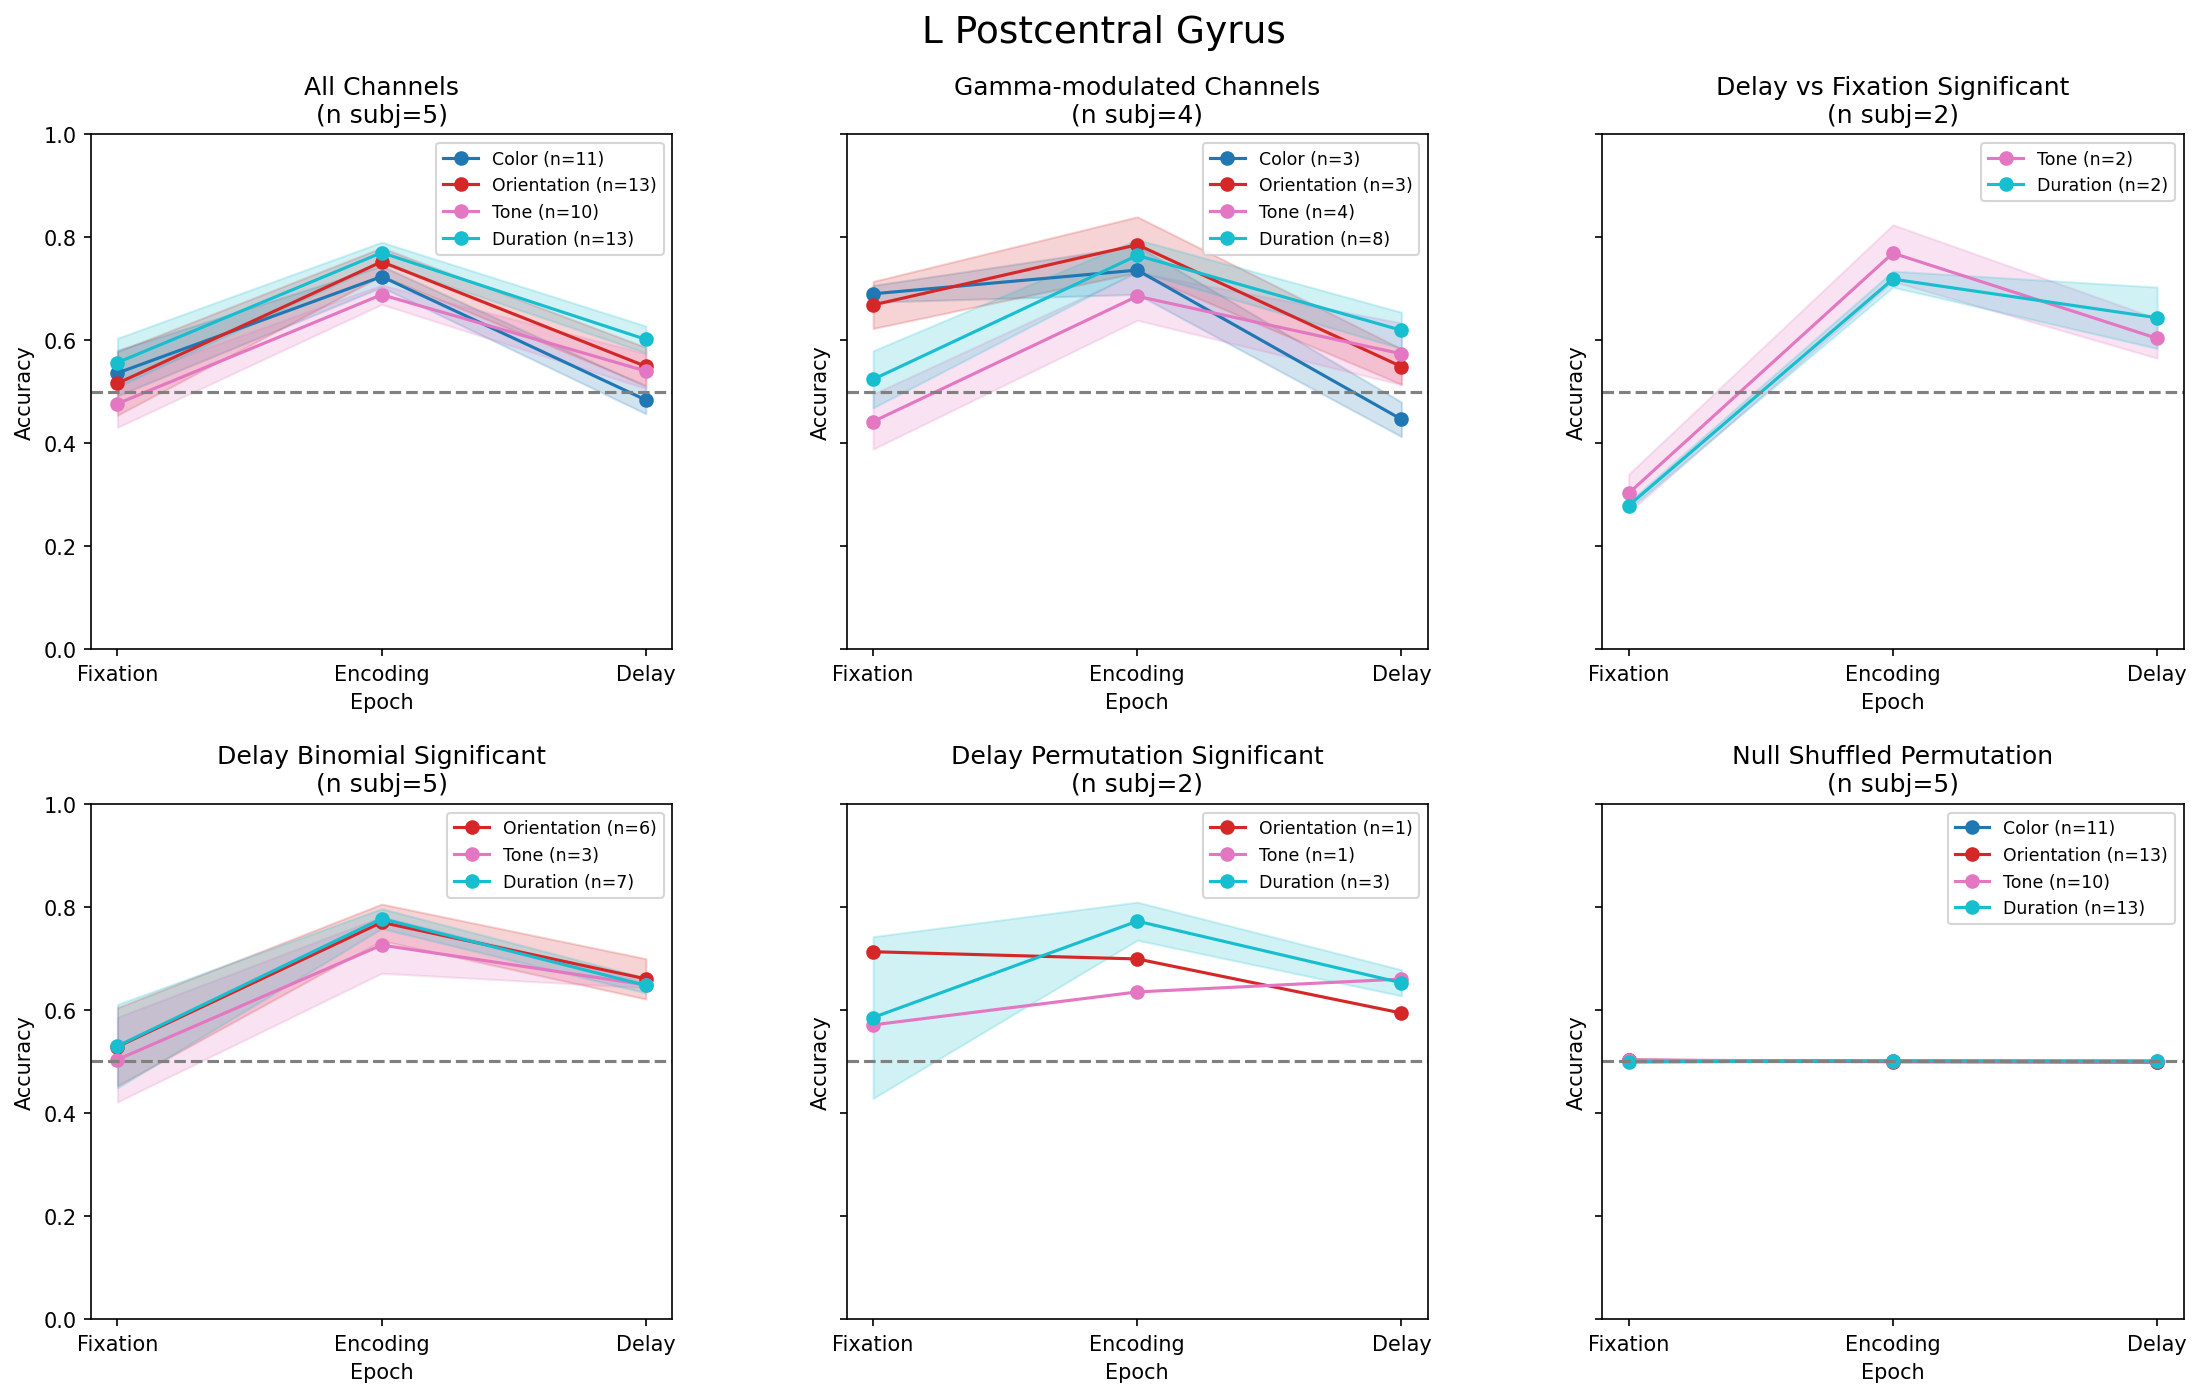 L Postcentral Gyrus
All Channels
(n subj=5)
Accuracy
1.0
0.8
0.6
0.4
0.2
0.0
Color (n=11)
Orientation (n=13)
Tone (n=10)
Duration (n=13)
Fixation
Encoding
Delay
Epoch
Gamma-modulated Channels
(n subj=4)
Accuracy
Color (n=3)
Orientation (n=3)
Tone (n=4)
Duration (n=8)
Fixation
Encoding
Delay
Epoch
Delay vs Fixation Significant
(n subj=2)
Accuracy
Tone (n=2)
Duration (n=2)
Fixation
Encoding
Delay
Epoch
Delay Binomial Significant
(n subj=5)
Accuracy
1.0
0.8
0.6
0.4
0.2
0.0
Orientation (n=6)
Tone (n=3)
Duration (n=7)
Fixation
Encoding
Delay
Epoch
Delay Permutation Significant
(n subj=2)
Accuracy
Orientation (n=1)
Tone (n=1)
Duration (n=3)
Fixation
Encoding
Delay
Epoch
Null Shuffled Permutation
(n subj=5)
Accuracy
Color (n=11)
Orientation (n=13)
Tone (n=10)
Duration (n=13)
Fixation
Encoding
Delay
Epoch